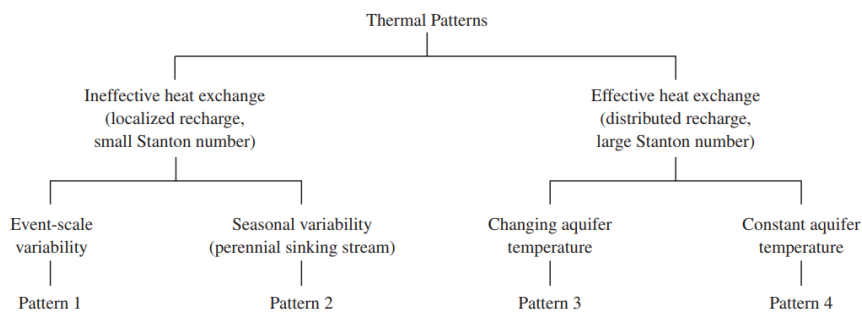 Thermal Patterns
Ineffective heat exchange
(localized recharge,
small Stanton number)
Effective heat exchange
(distributed recharge,
large Stanton number)
Event-scale
variability
Seasonal variability
(perennial sinking stream)
Changing aquifer
temperature
Constant aquifer
temperature
Pattern 1
Pattern 2
Pattern 3
Pattern 4